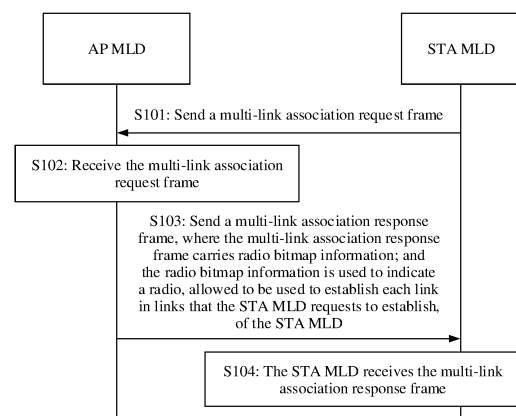 AP MLD
STA MLD
S101: Send a multi-link association request frame
S102: Receive the multi-link association
request frame
S103: Send a multi-link association response
frame, where the multi-link association response
frame carries radio bitmap information; and
the radio bitmap information is used to indicate
a radio, allowed to be used to establish each link
in links that the STA MLD requests to establish,
of the STA MLD
S104: The STA MLD receives the multi-link
association response frame